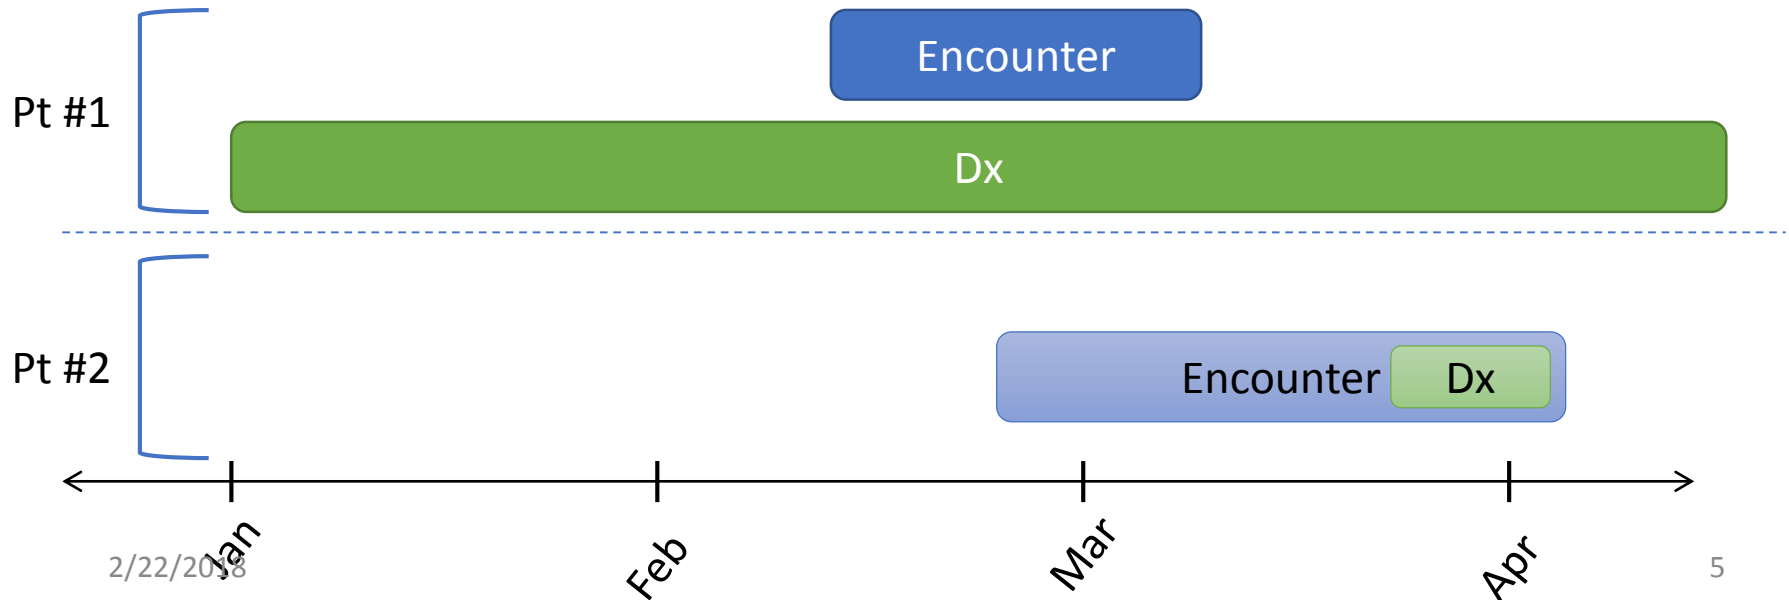 Encounter
Pt #1
Dx
Pt #2
Encounter
Dx
Jan
Feb
Mar
Apr
2/22/2018
5